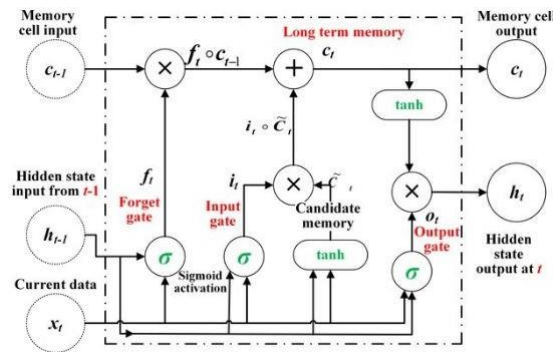 Memory cell input
Long term memory
Memory cell output
c_{t-1}
×
f_t ∘ c_{t-1}
+
c_t
c_t
tanh
i_t ∘ C̃_t
Hidden state input from t-1
f_t
i_t
×
C̃_t
×
h_t
Forget gate
Input gate
Candidate memory
o_t
Output gate
Hidden state output at t
h_{t-1}
σ
σ
tanh
σ
Sigmoid activation
Current data
x_t